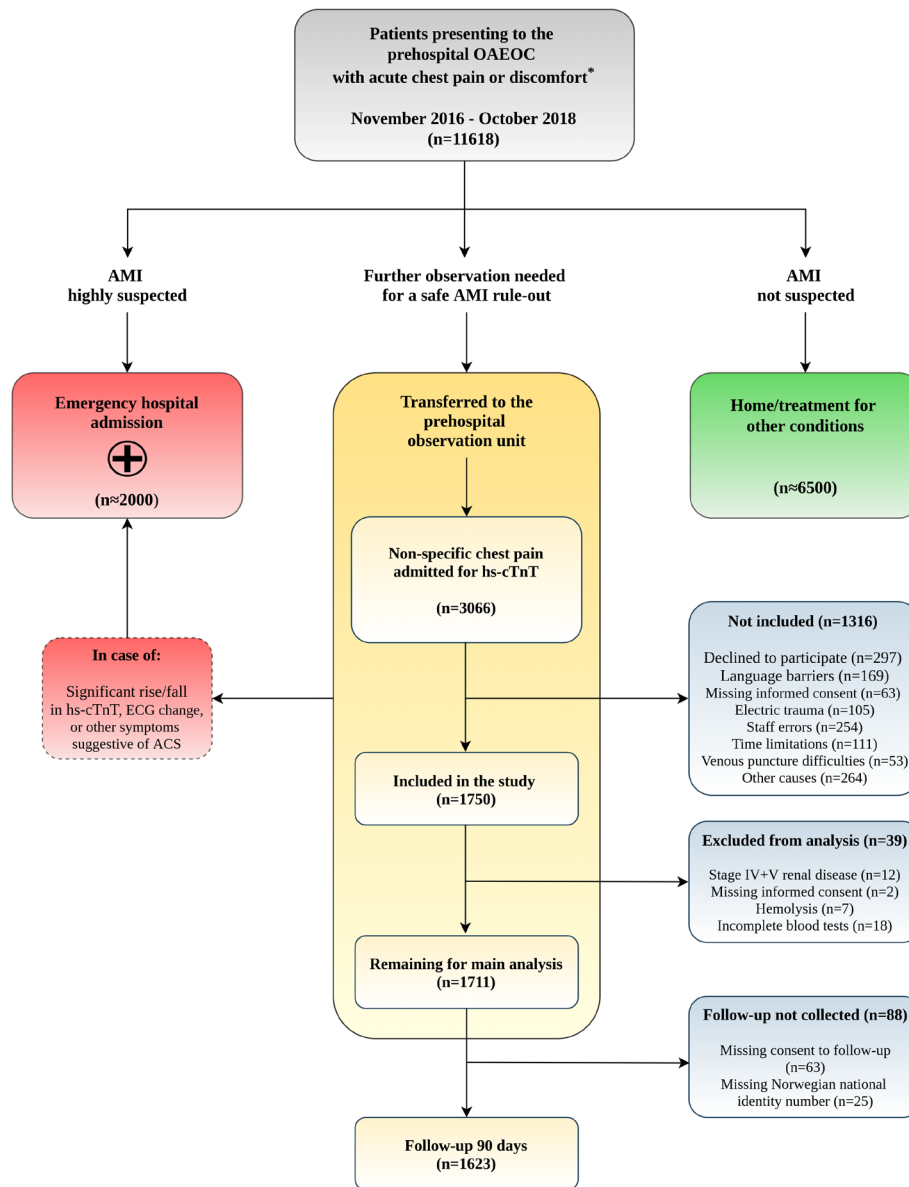 Patients presenting to the
prehospital OAEOC
with acute chest pain or discomfort*
November 2016 - October 2018
(n=11618)
AMI
highly suspected
Further observation needed
for a safe AMI rule-out
AMI
not suspected
Emergency hospital
admission
(n≈2000)
Transferred to the
prehospital
observation unit
Home/treatment for
other conditions
(n≈6500)
Non-specific chest pain
admitted for hs-cTnT
(n=3066)
Not included (n=1316)
Declined to participate (n=297)
Language barriers (n=169)
Missing informed consent (n=63)
Electric trauma (n=105)
Staff errors (n=254)
Time limitations (n=111)
Venous puncture difficulties (n=53)
Other causes (n=264)
In case of:
Significant rise/fall
in hs-cTnT, ECG change,
or other symptoms
suggestive of ACS
Included in the study
(n=1750)
Excluded from analysis (n=39)
Stage IV+V renal disease (n=12)
Missing informed consent (n=2)
Hemolysis (n=7)
Incomplete blood tests (n=18)
Remaining for main analysis
(n=1711)
Follow-up not collected (n=88)
Missing consent to follow-up
(n=63)
Missing Norwegian national
identity number (n=25)
Follow-up 90 days
(n=1623)